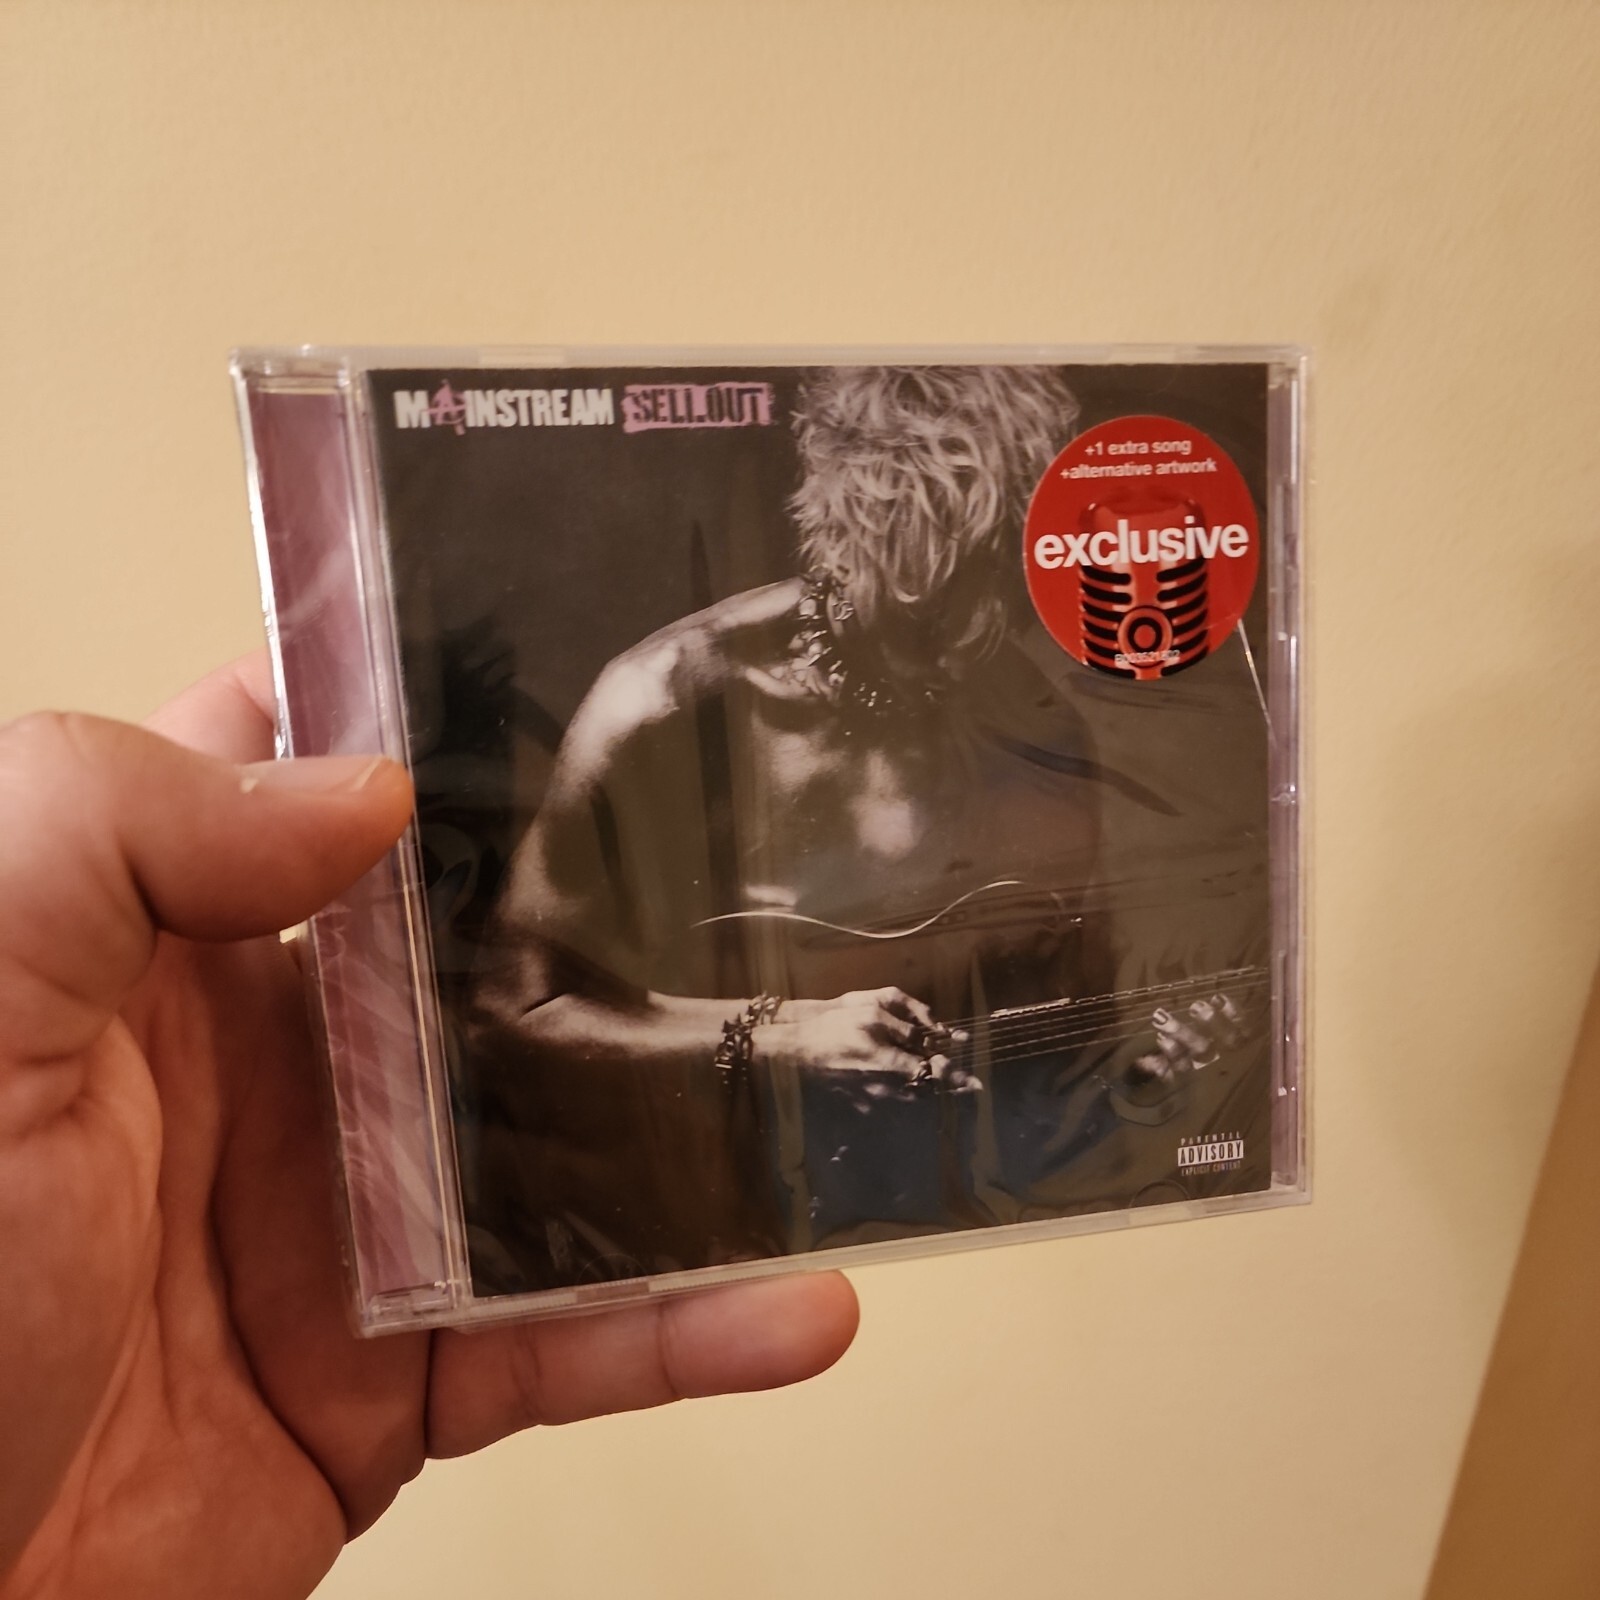 MAINSTREAM SELLOUT
+1 extra song
+alternative artwork
exclusive
PARENTAL
ADVISORY
EXPLICIT CONTENT